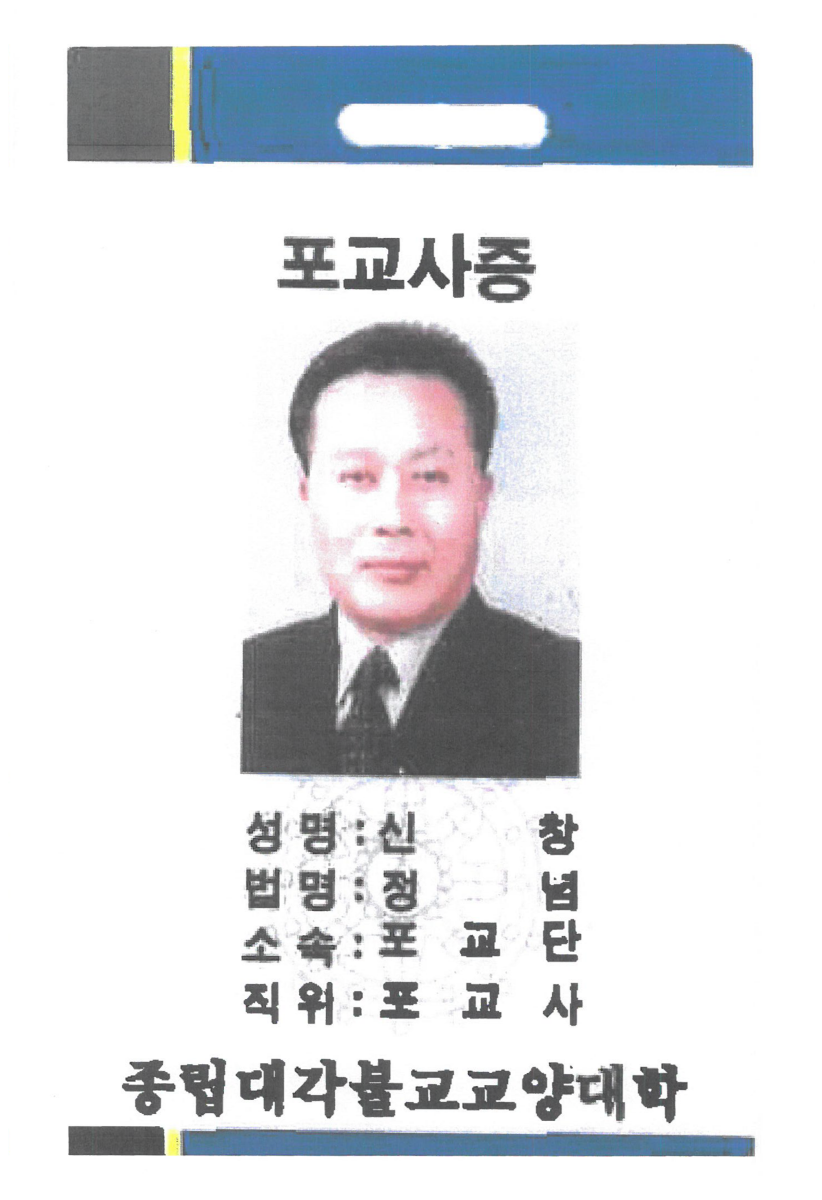 포교사증
성 명 : 신 창
법 명 : 정 념
소 속 : 포 교 단
직 위 : 포 교 사
종립대각불교교양대학